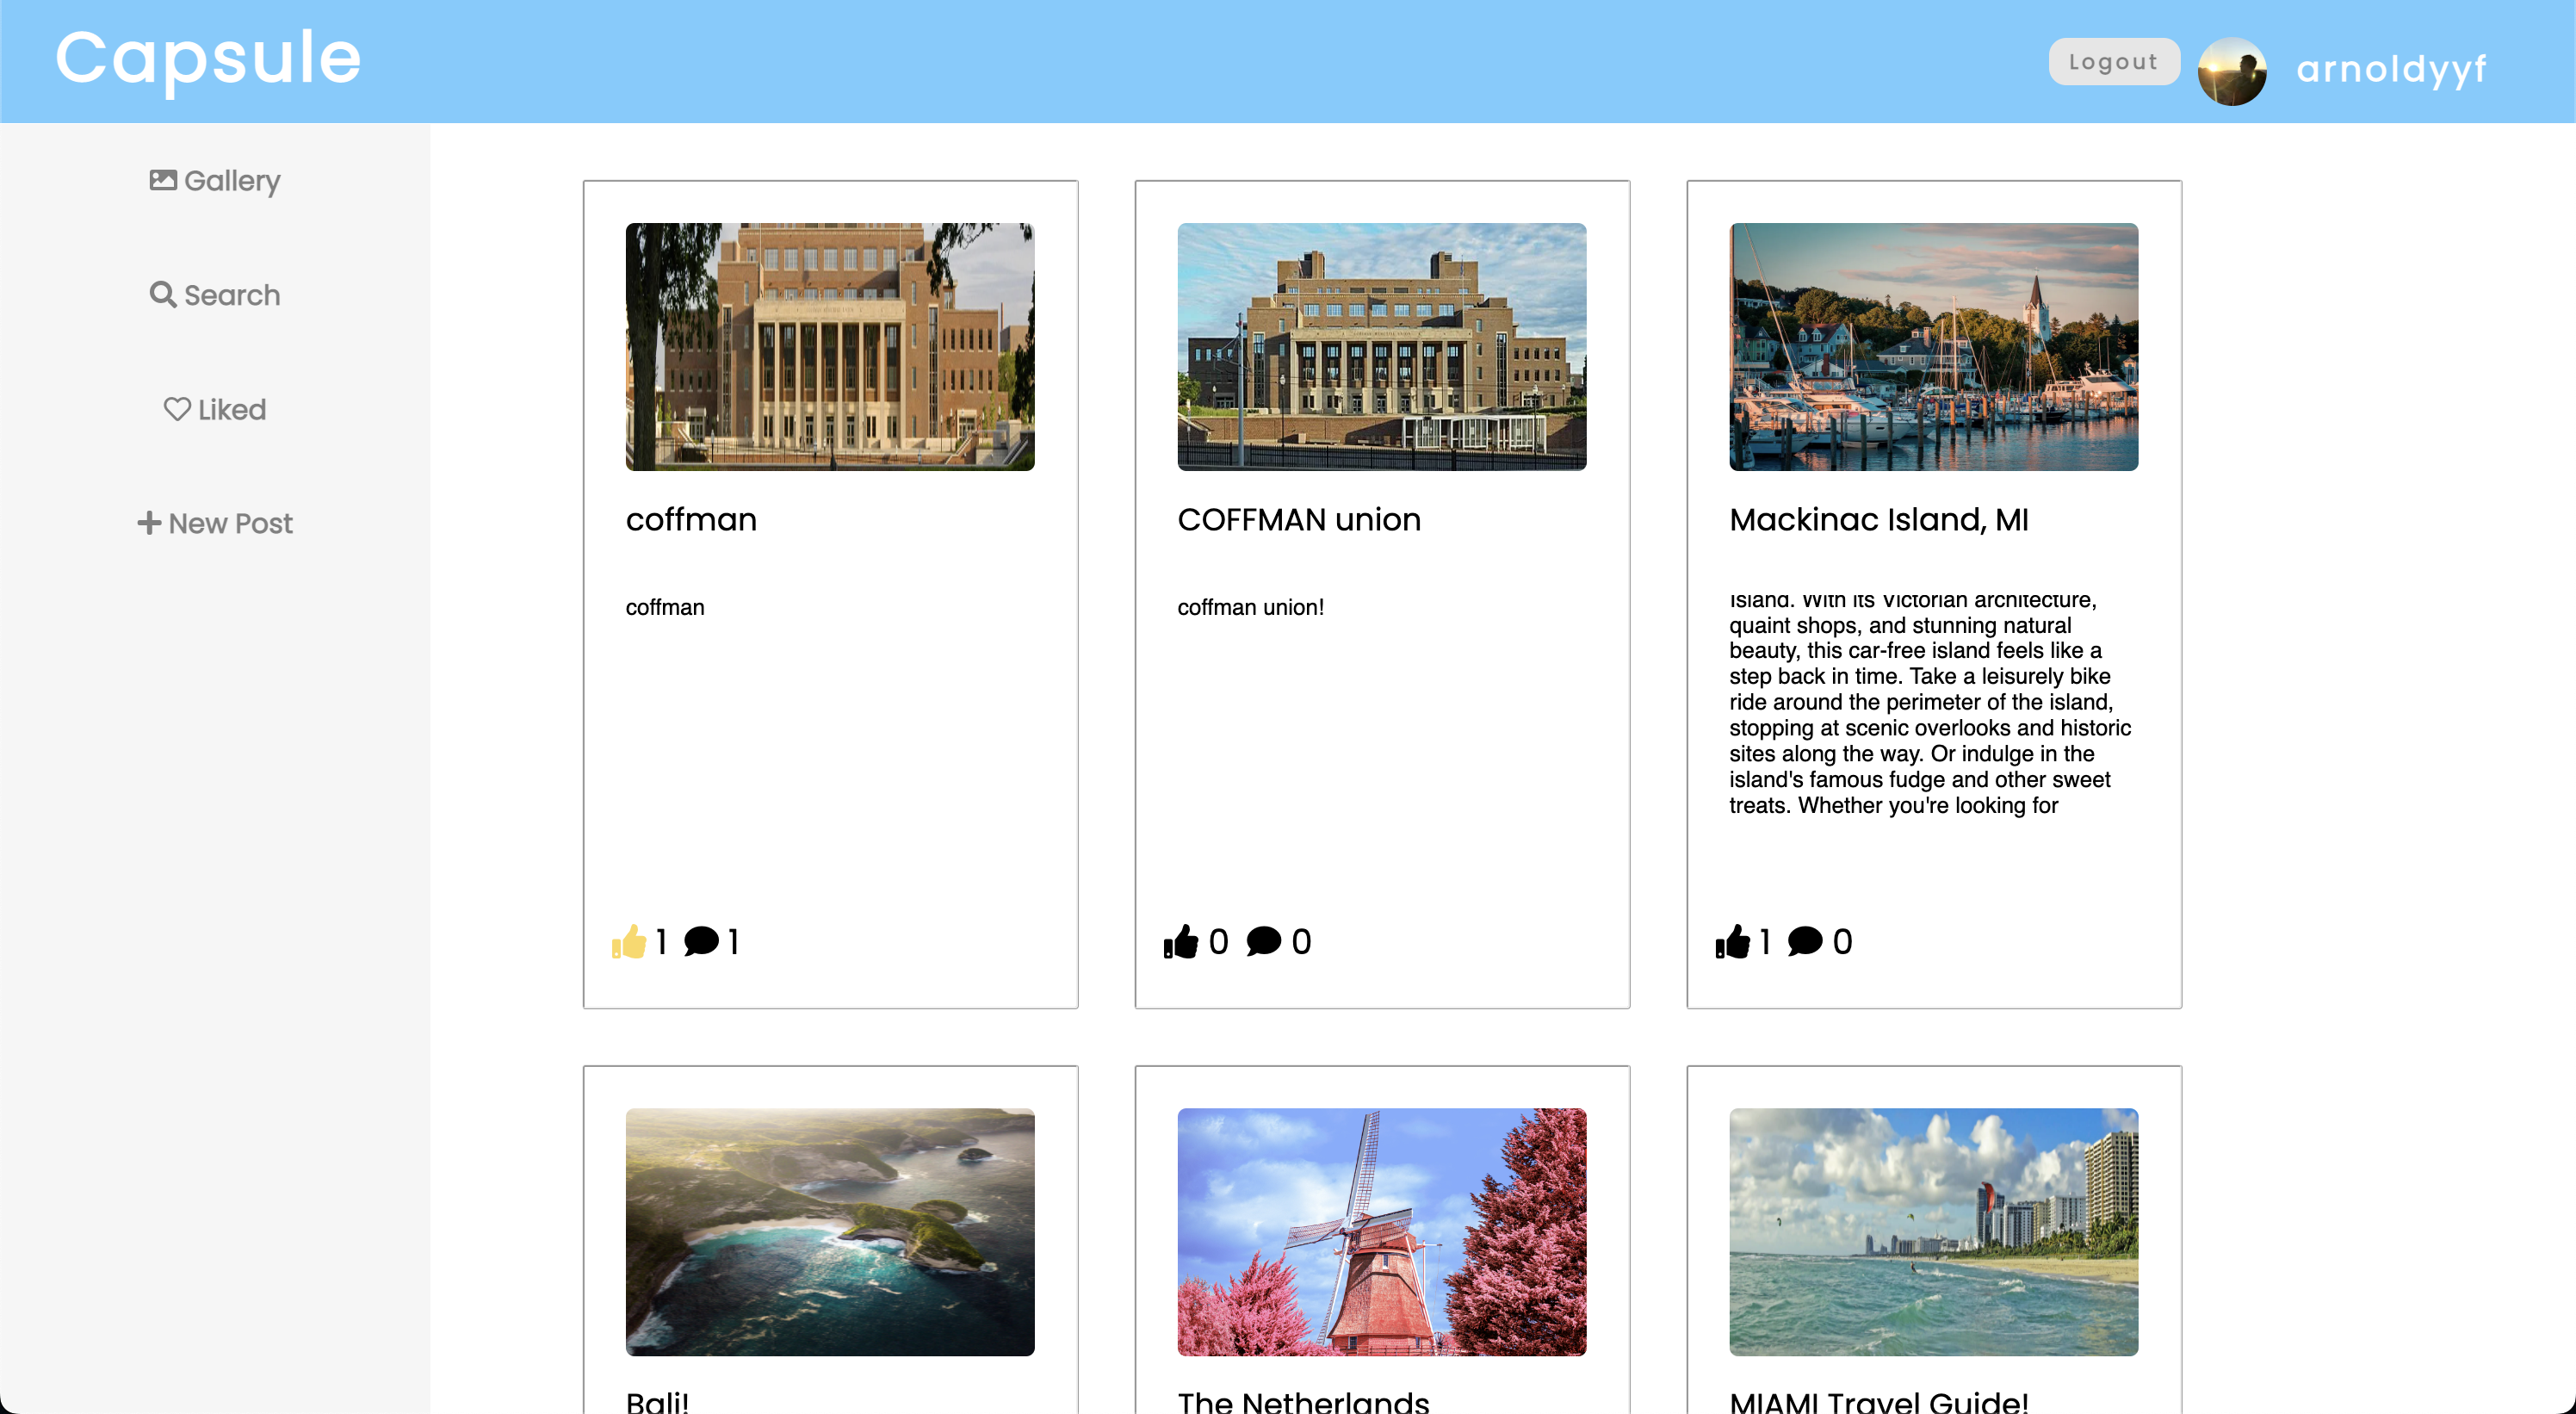 Capsule
Logout
arnoldyyf
Gallery
Search
Liked
New Post
coffman
coffman
1 1
COFFMAN union
coffman union!
0 0
Mackinac Island, MI
Island. With its Victorian architecture,
quaint shops, and stunning natural
beauty, this car-free island feels like a
step back in time. Take a leisurely bike
ride around the perimeter of the island,
stopping at scenic overlooks and historic
sites along the way. Or indulge in the
island's famous fudge and other sweet
treats. Whether you're looking for
1 0
Bali!
The Netherlands
MIAMI Travel Guide!